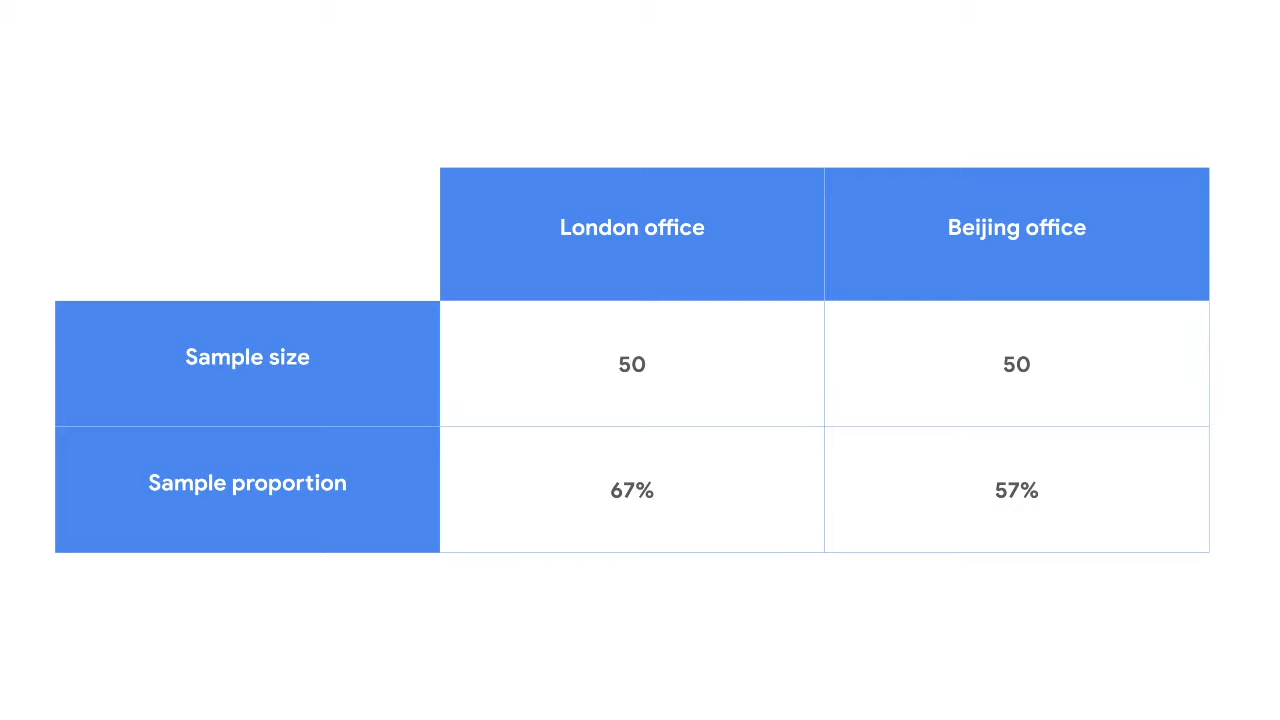 London office
Beijing office
Sample size
50
50
Sample proportion
67%
57%